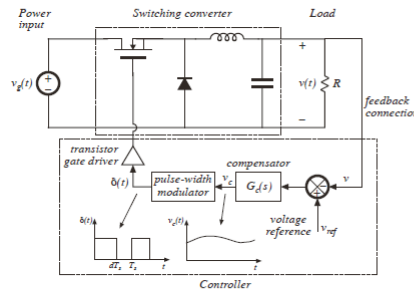 Power input
Switching converter
Load
v_g(t)
+
–
+
v(t)
–
R
feedback connection
transistor gate driver
δ(t)
pulse-width modulator
v_c
compensator
G_c(s)
v
voltage reference
v_ref
δ(t)
dT_s T_s t
v_c(t)
t
Controller